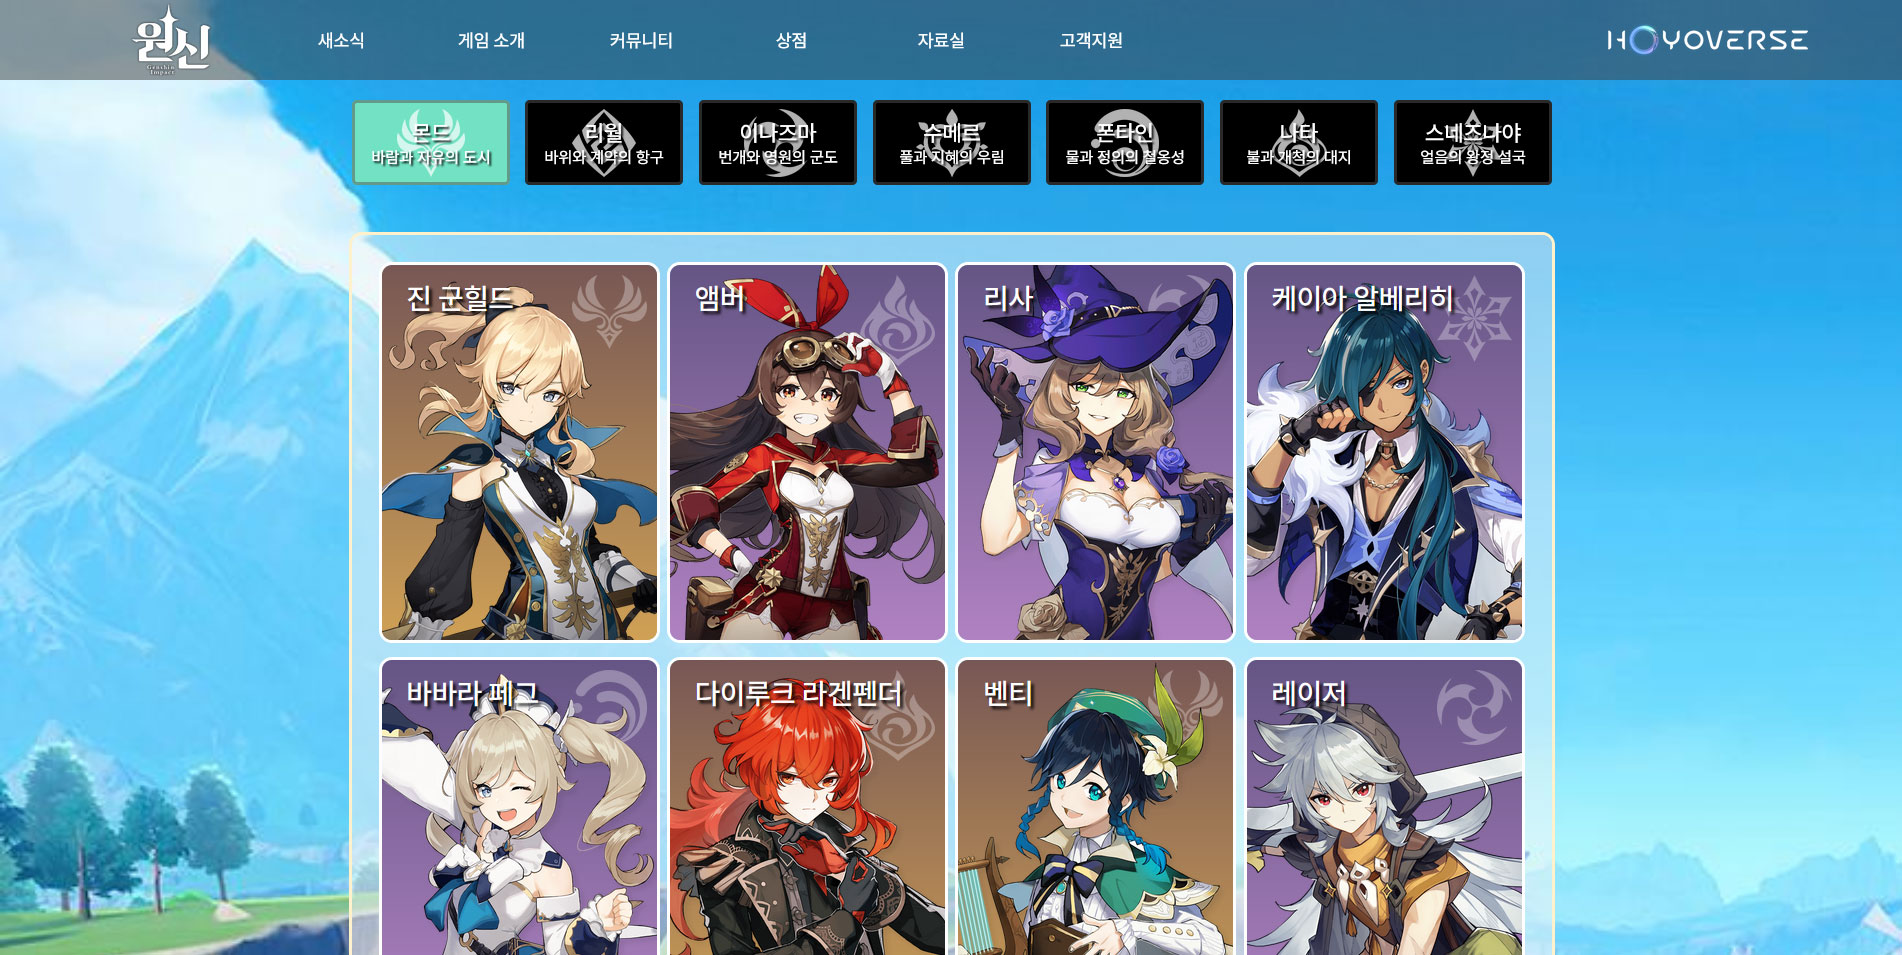 원신
Genshin
Impact
새소식
게임 소개
커뮤니티
상점
자료실
고객지원
HOYOVERSE
몬드
바람과 자유의 도시
리월
바위와 계약의 항구
이나즈마
번개와 영원의 군도
수메르
풀과 지혜의 우림
폰타인
물과 정의의 철옹성
나타
불과 개척의 대지
스네즈나야
얼음의 왕정 설국
진 군힐드
앰버
리사
케이아 알베리히
바바라 페그
다이루크 라겐펜더
벤티
레이저